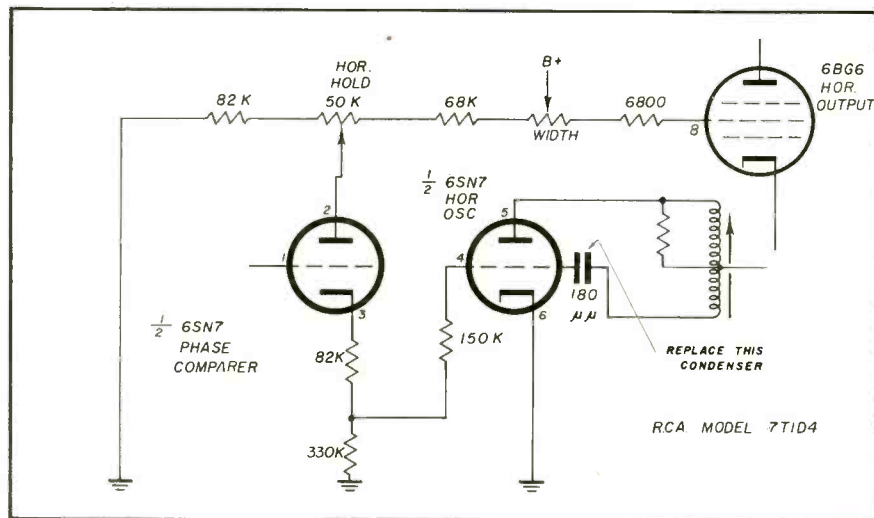 HOR.
HOLD
50 K
82 K
68K
B+
WIDTH
6800
8
6BG6
HOR.
OUTPUT
1/2 6SN7
HOR
OSC
2
1
3
5
4
6
180
μμ
1/2 6SN7
PHASE
COMPARER
82K
150 K
REPLACE THIS
CONDENSER
330K
RCA MODEL 7T1D4